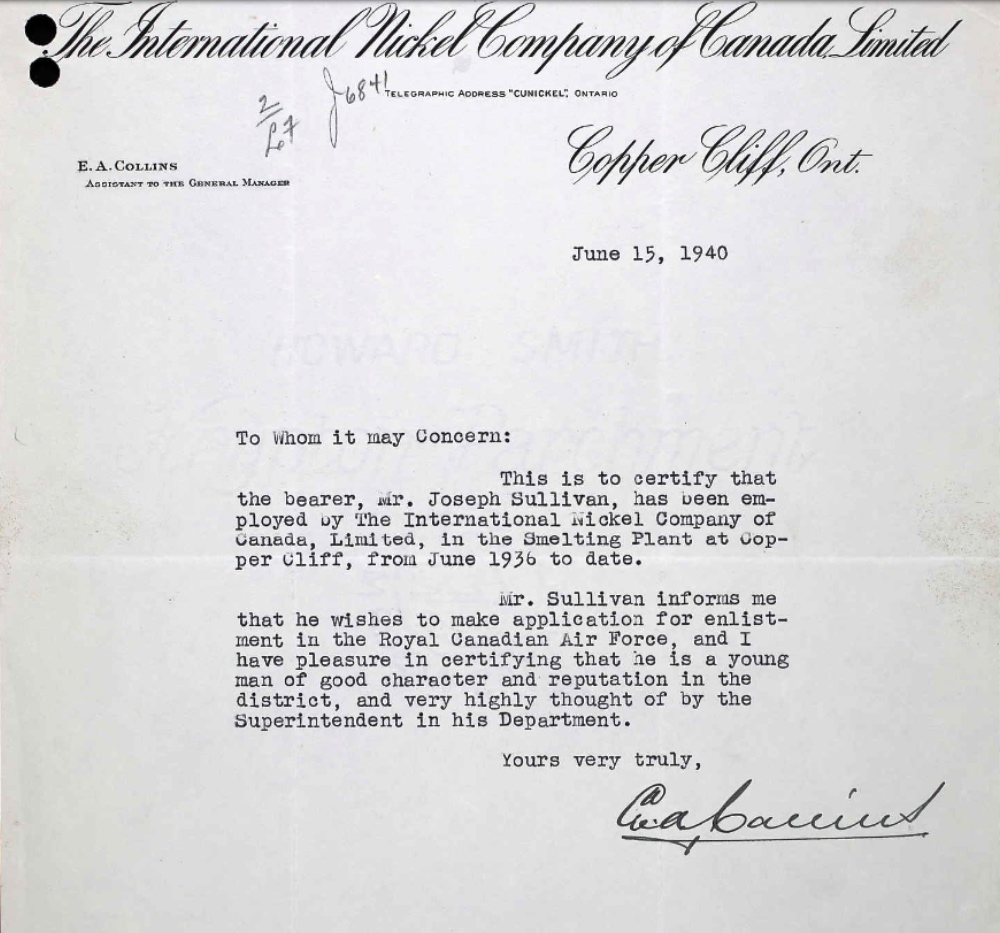 The International Nickel Company of Canada, Limited
J6841
TELEGRAPHIC ADDRESS "CUNICKEL", ONTARIO
2
Copper Cliff, Ont.
E. A. COLLINS
ASSISTANT TO THE GENERAL MANAGER
June 15, 1940
HOWARD SMITH
Parchment
To Whom it may Concern:
This is to certify that
the bearer, Mr. Joseph Sullivan, has been em-
ployed by The International Nickel Company of
Canada, Limited, in the Smelting Plant at Cop-
per Cliff, from June 1936 to date.
Mr. Sullivan informs me
that he wishes to make application for enlist-
ment in the Royal Canadian Air Force, and I
have pleasure in certifying that he is a young
man of good character and reputation in the
district, and very highly thought of by the
Superintendent in his Department.
Yours very truly,